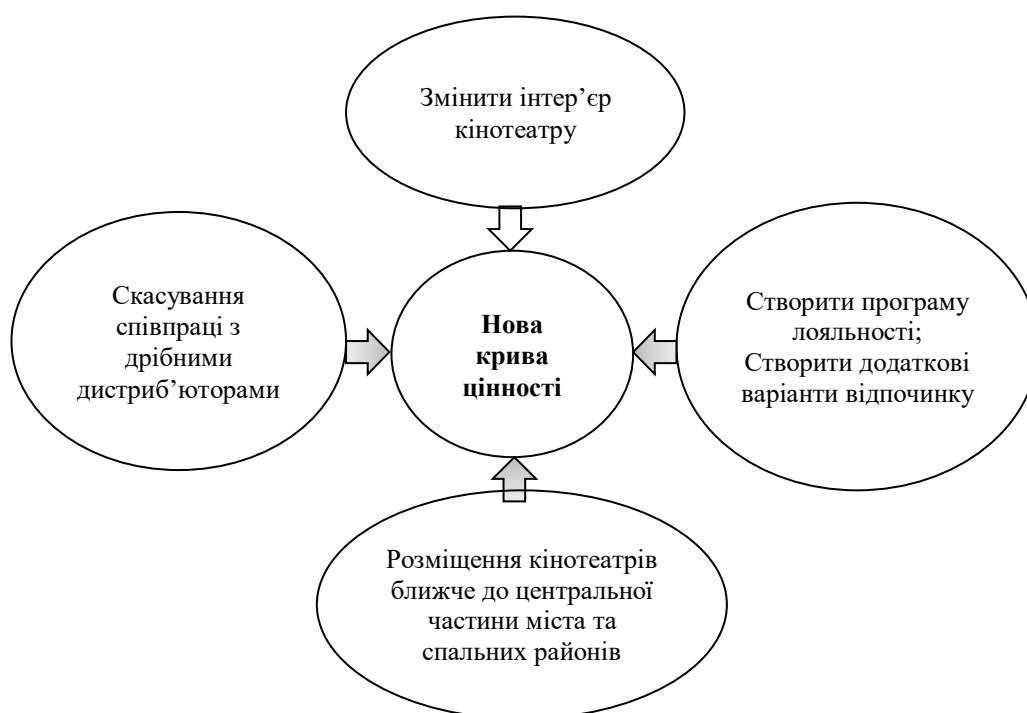 Змінити інтер’єр
кінотеатру
Скасування
співпраці з
дрібними
дистриб’юторами
Нова
крива
цінності
Створити програму
лояльності;
Створити додаткові
варіанти відпочинку
Розміщення кінотеатрів
ближче до центральної
частини міста та
спальних районів